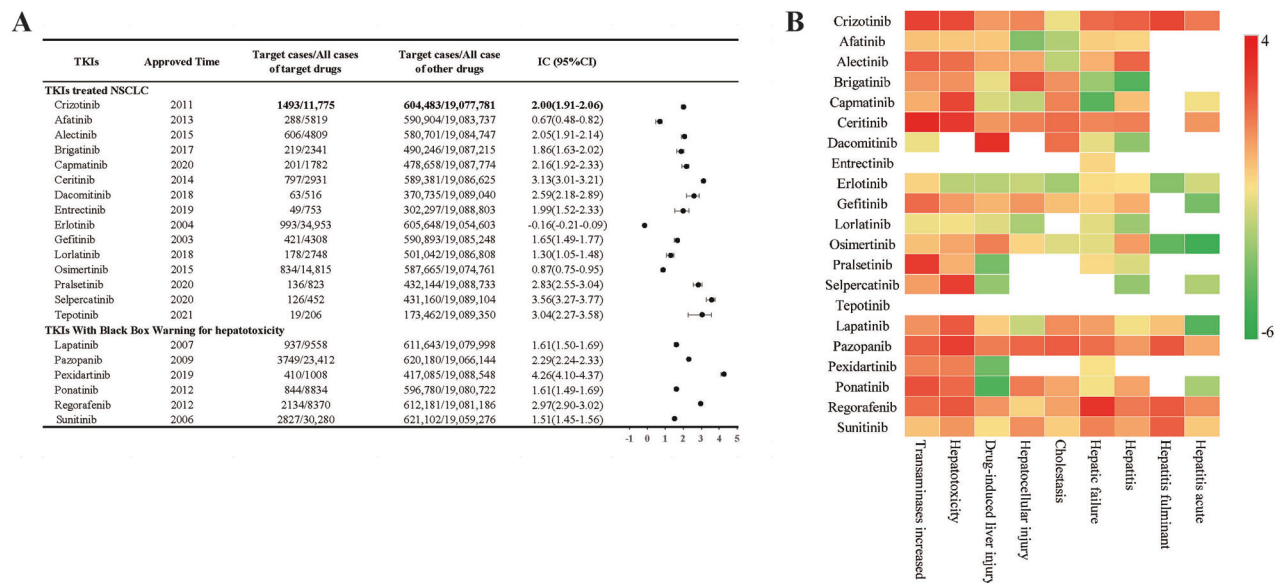 A
TKIs Approved Time Target cases/All cases of target drugs Target cases/All case of other drugs IC (95%CI)
TKIs treated NSCLC
Crizotinib 2011 1493/11,775 604,483/19,077,781 2.00(1.91-2.06)
Afatinib 2013 288/5819 590,904/19,083,737 0.67(0.48-0.82)
Alectinib 2015 606/4809 580,701/19,084,747 2.05(1.91-2.14)
Brigatinib 2017 219/2341 490,246/19,087,215 1.86(1.63-2.02)
Capmatinib 2020 201/1782 478,658/19,087,774 2.16(1.92-2.33)
Ceritinib 2014 797/2931 589,381/19,086,625 3.13(3.01-3.21)
Dacomitinib 2018 63/516 370,735/19,089,040 2.59(2.18-2.89)
Entrectinib 2019 49/753 302,297/19,088,803 1.99(1.52-2.33)
Erlotinib 2004 993/34,953 605,648/19,054,603 -0.16(-0.21-0.09)
Gefitinib 2003 421/4308 590,893/19,085,248 1.65(1.49-1.77)
Lorlatinib 2018 178/2748 501,042/19,086,808 1.30(1.05-1.48)
Osimertinib 2015 834/14,815 587,665/19,074,761 0.87(0.75-0.95)
Pralsetinib 2020 136/823 432,144/19,088,733 2.83(2.55-3.04)
Selpercatinib 2020 126/452 431,160/19,089,104 3.56(3.27-3.77)
Tepotinib 2021 19/206 173,462/19,089,350 3.04(2.27-3.58)
TKIs With Black Box Warning for hepatotoxicity
Lapatinib 2007 937/9558 611,643/19,079,998 1.61(1.50-1.69)
Pazopanib 2009 3749/23,412 620,180/19,066,144 2.29(2.24-2.33)
Pexidartinib 2019 410/1008 417,085/19,088,548 4.26(4.10-4.37)
Ponatinib 2012 844/8834 596,780/19,080,722 1.61(1.49-1.69)
Regorafenib 2012 2134/8370 612,181/19,081,186 2.97(2.90-3.02)
Sunitinib 2006 2827/30,280 621,102/19,059,276 1.51(1.45-1.56)
-1 0 1 2 3 4 5
B
Crizotinib
Afatinib
Alectinib
Brigatinib
Capmatinib
Ceritinib
Dacomitinib
Entrectinib
Erlotinib
Gefitinib
Lorlatinib
Osimertinib
Pralsetinib
Selpercatinib
Tepotinib
Lapatinib
Pazopanib
Pexidartinib
Ponatinib
Regorafenib
Sunitinib
Transaminases increased
Hepatotoxicity
Drug-induced liver injury
Hepatocellular injury
Cholestasis
Hepatic failure
Hepatitis
Hepatitis fulminant
Hepatitis acute
4
-6